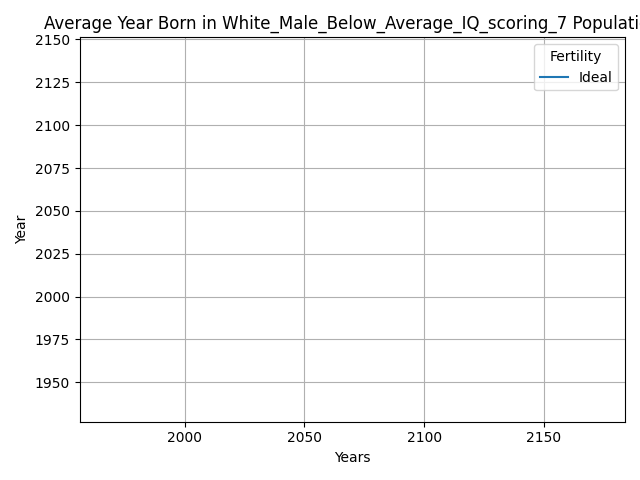 Average Year Born in White_Male_Below_Average_IQ_scoring_7 Populati
2150
2125
2100
2075
2050
2025
2000
1975
1950
Year
Fertility
Ideal
2000 2050 2100 2150
Years